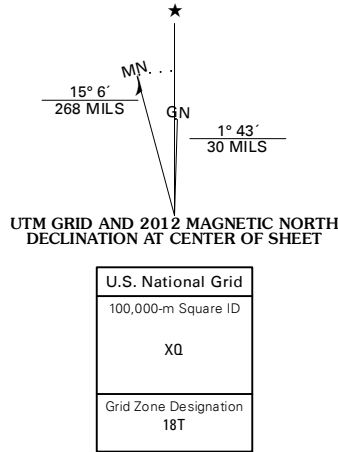 ★
MN
15° 6´
268 MILS
GN
1° 43´
30 MILS
UTM GRID AND 2012 MAGNETIC NORTH
DECLINATION AT CENTER OF SHEET
U.S. National Grid
100,000-m Square ID
XQ
Grid Zone Designation
18T